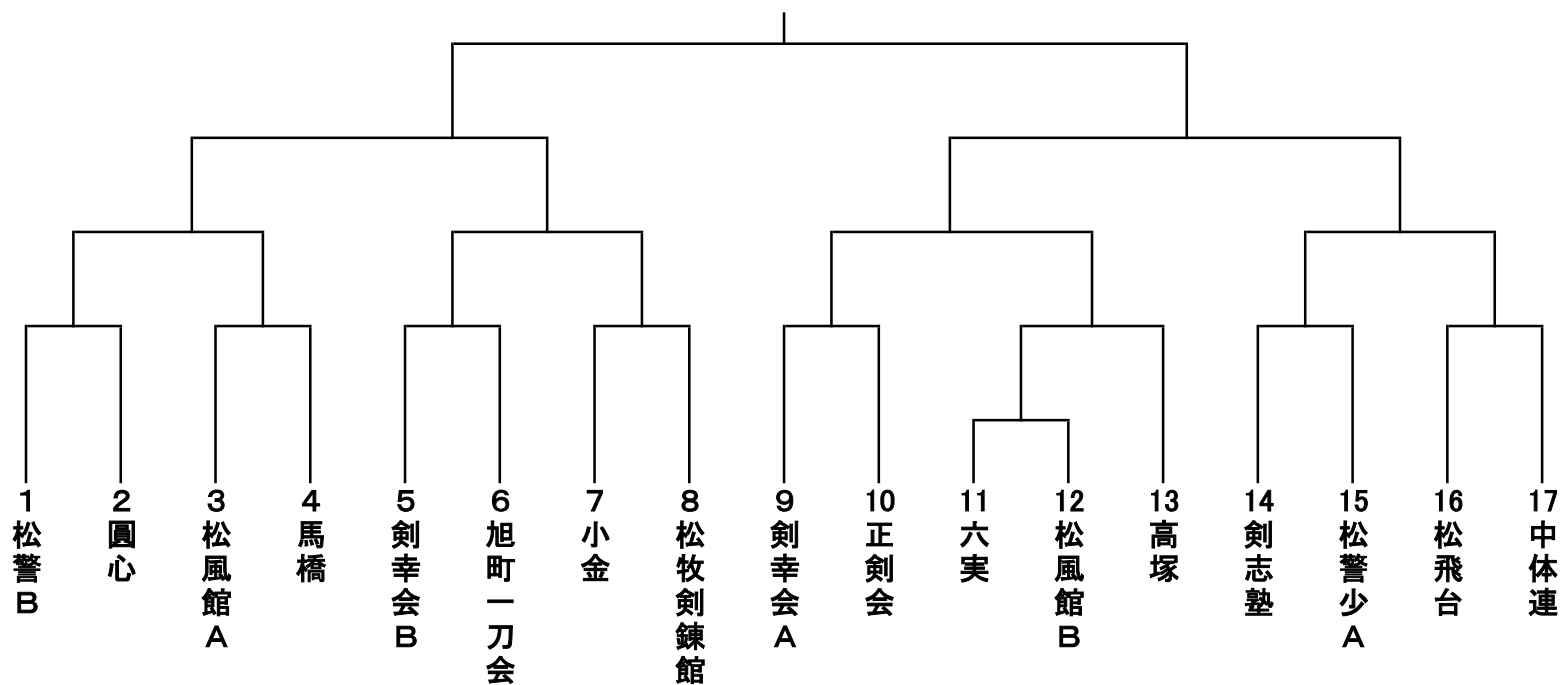 1 松警B
2 圓心
3 松風館A
4 馬橋
5 剣幸会B
6 旭町一刀会
7 小金
8 松牧剣錬館
9 剣幸会A
10 正剣会
11 六実
12 松風館B
13 高塚
14 剣志塾
15 松警少A
16 松飛台
17 中体連